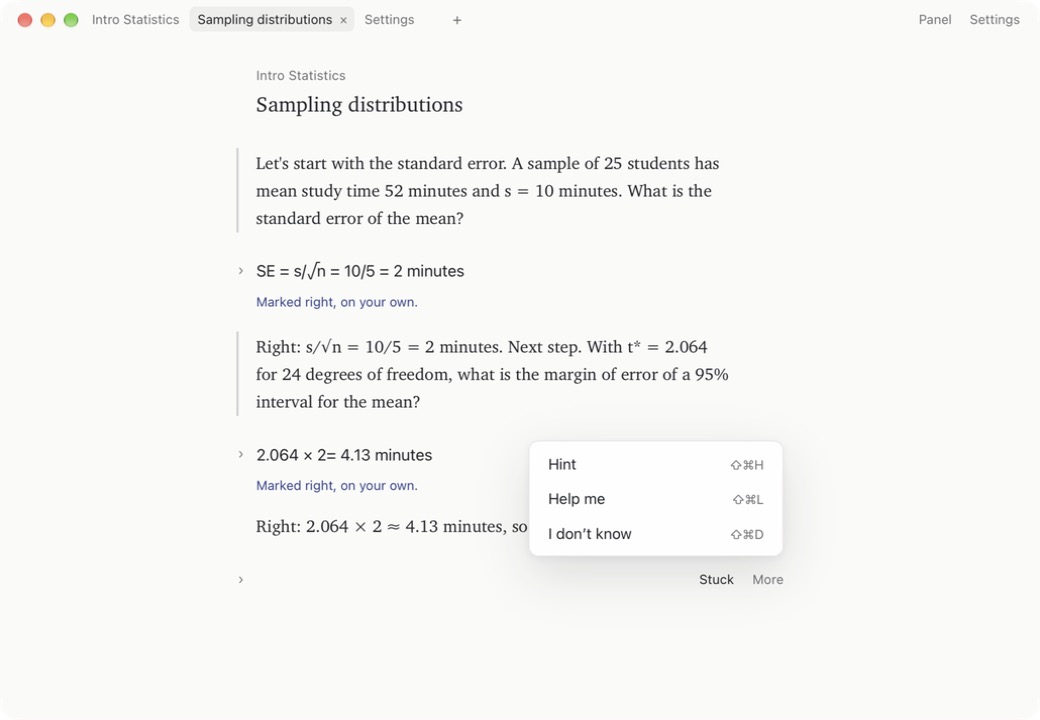 Intro Statistics
Sampling distributions ×
Settings
+
Panel
Settings
Intro Statistics
Sampling distributions
Let's start with the standard error. A sample of 25 students has
mean study time 52 minutes and s = 10 minutes. What is the
standard error of the mean?
› SE = s/√n = 10/5 = 2 minutes
Marked right, on your own.
Right: s/√n = 10/5 = 2 minutes. Next step. With t* = 2.064
for 24 degrees of freedom, what is the margin of error of a 95%
interval for the mean?
› 2.064 × 2= 4.13 minutes
Marked right, on your own.
Right: 2.064 × 2 ≈ 4.13 minutes, so
Hint ⇧⌘H
Help me ⇧⌘L
I don’t know ⇧⌘D
›
Stuck
More